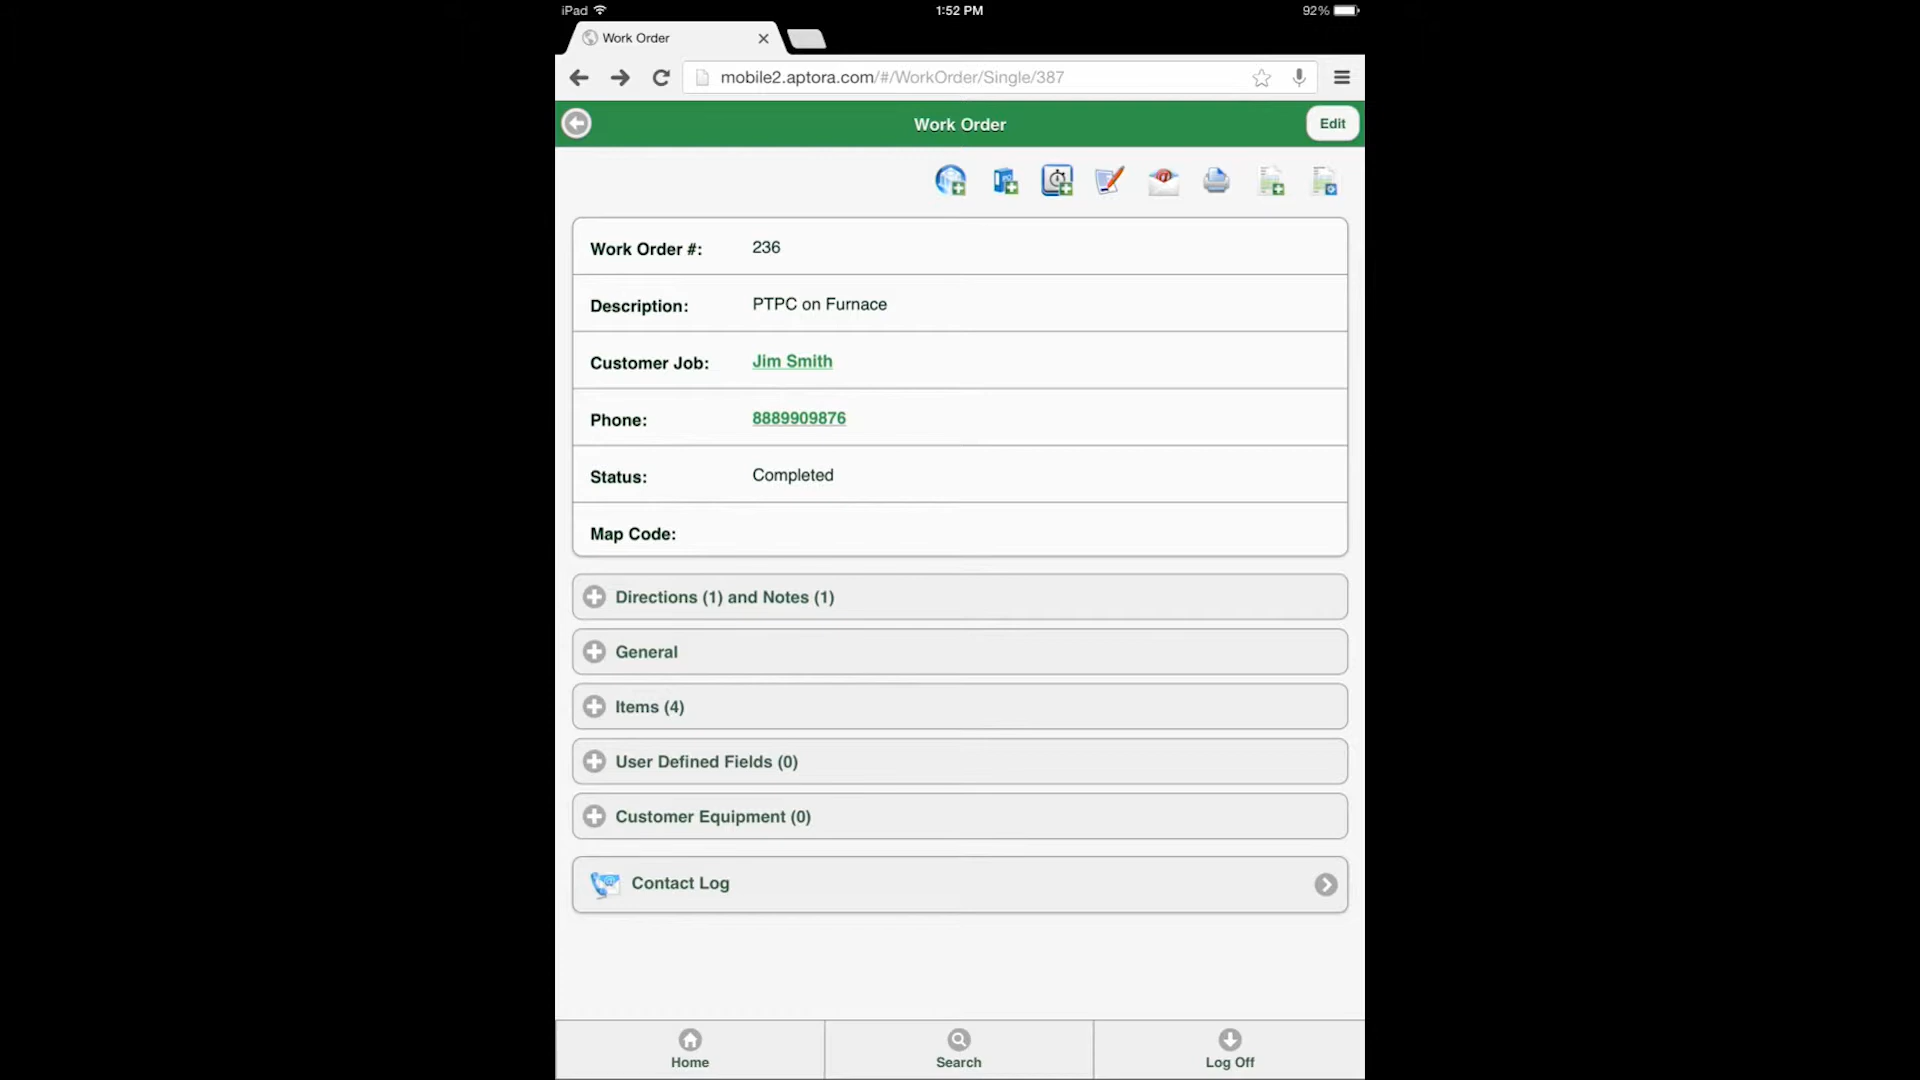 iPad 1:52 PM 92%
Work Order
mobile2.aptora.com/#/WorkOrder/Single/387
Work Order Edit
Work Order #: 236
Description: PTPC on Furnace
Customer Job: Jim Smith
Phone: 8889909876
Status: Completed
Map Code:
Directions (1) and Notes (1)
General
Items (4)
User Defined Fields (0)
Customer Equipment (0)
Contact Log
Home Search Log Off